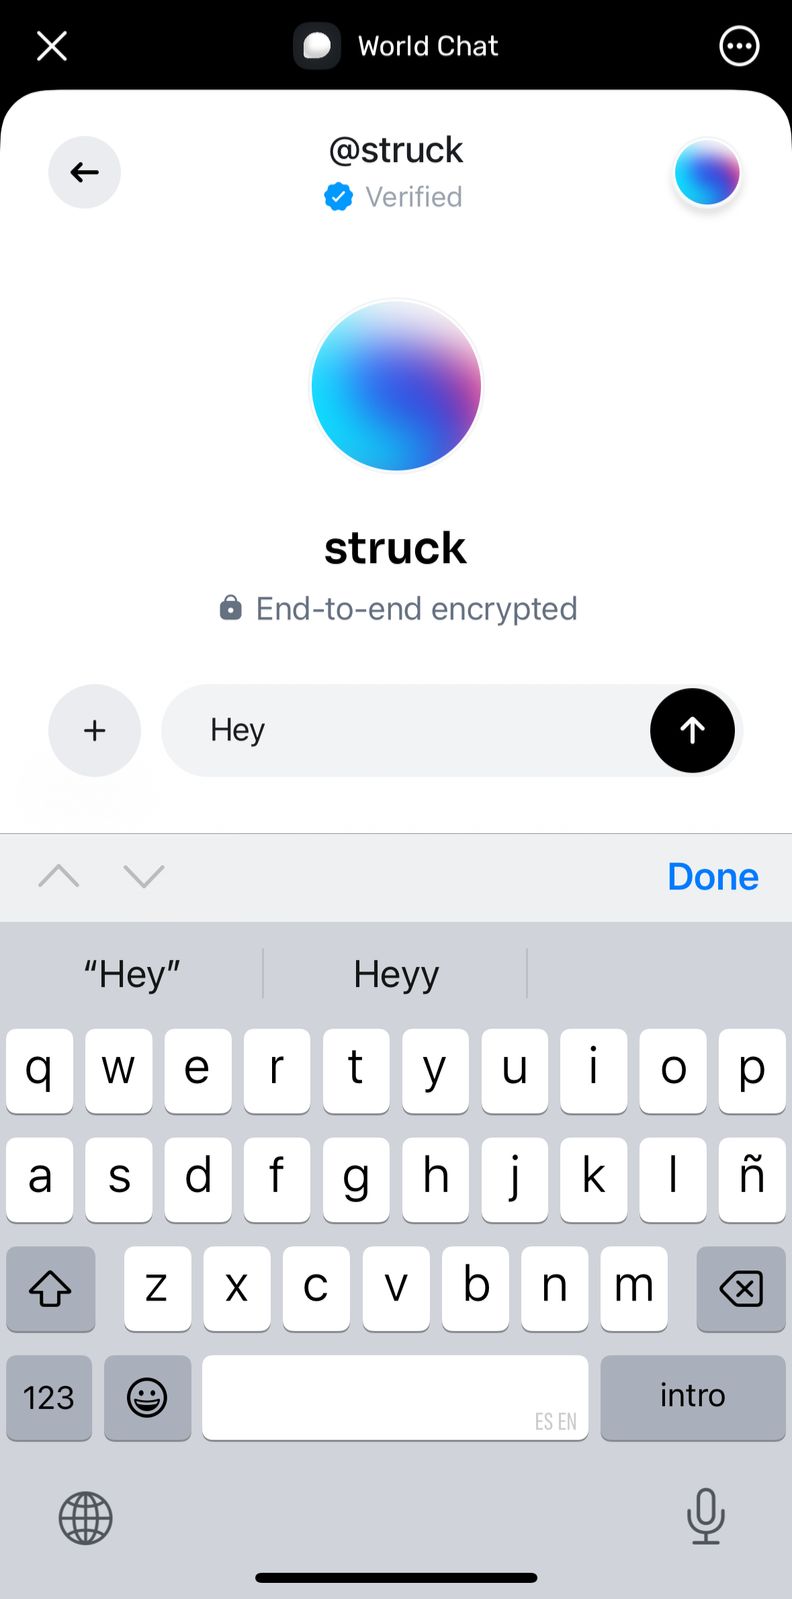 World Chat
@struck
Verified
struck
End-to-end encrypted
Hey
Done
“Hey” Heyy
q w e r t y u i o p
a s d f g h j k l ñ
z x c v b n m
123 ES EN intro